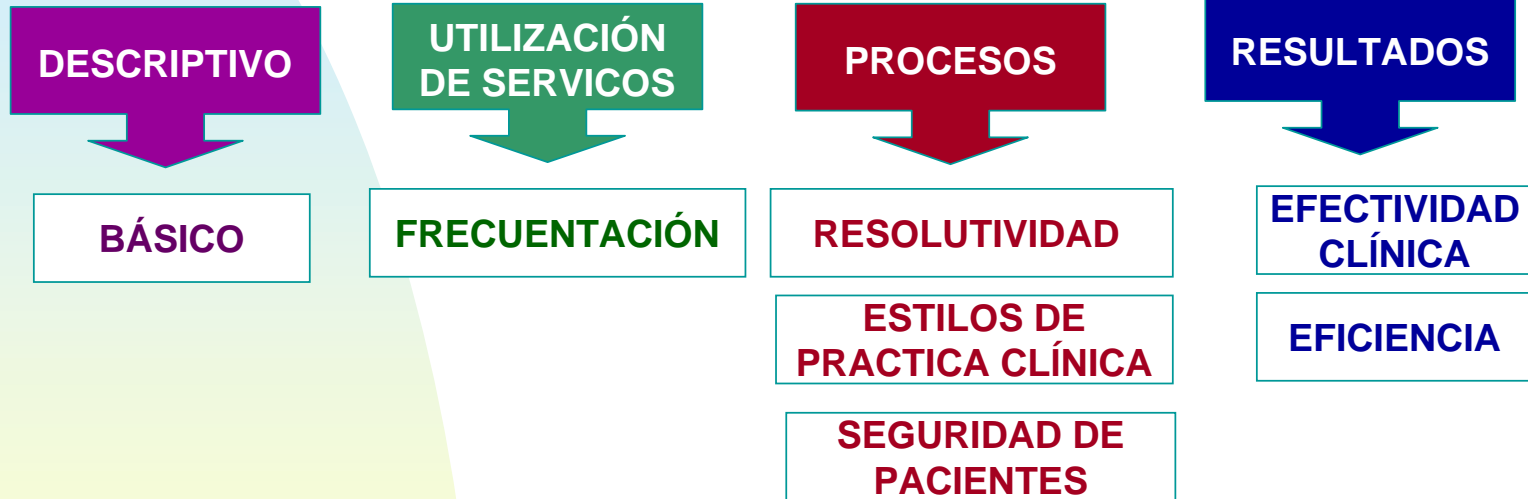 DESCRIPTIVO
BÁSICO
UTILIZACIÓN
DE SERVICOS
FRECUENTACIÓN
PROCESOS
RESOLUTIVIDAD
ESTILOS DE
PRACTICA CLÍNICA
SEGURIDAD DE
PACIENTES
RESULTADOS
EFECTIVIDAD
CLÍNICA
EFICIENCIA